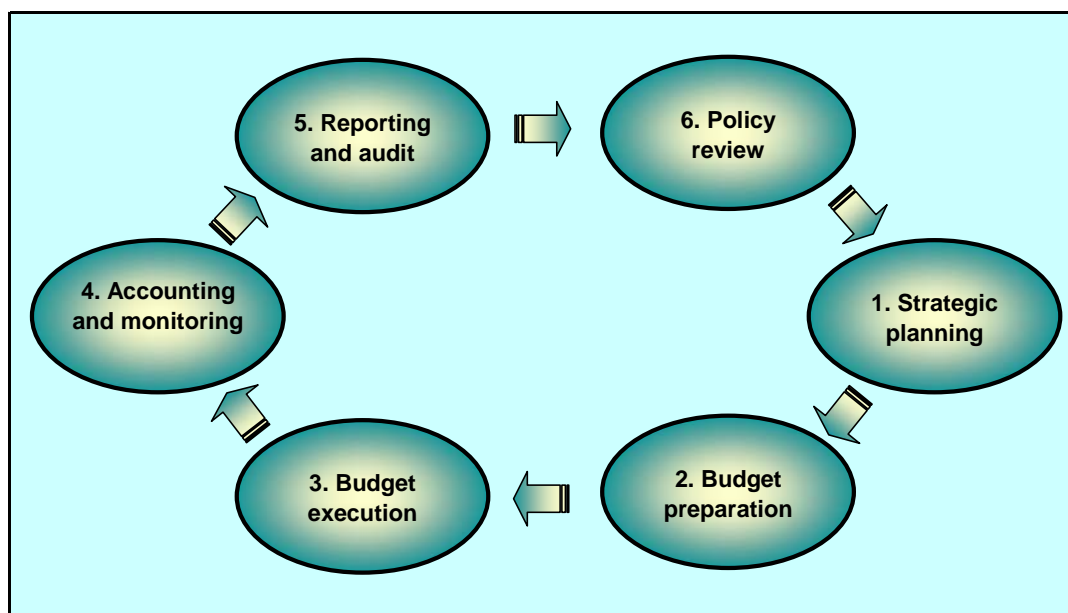 5. Reporting
and audit
6. Policy
review
4. Accounting
and monitoring
1. Strategic
planning
3. Budget
execution
2. Budget
preparation